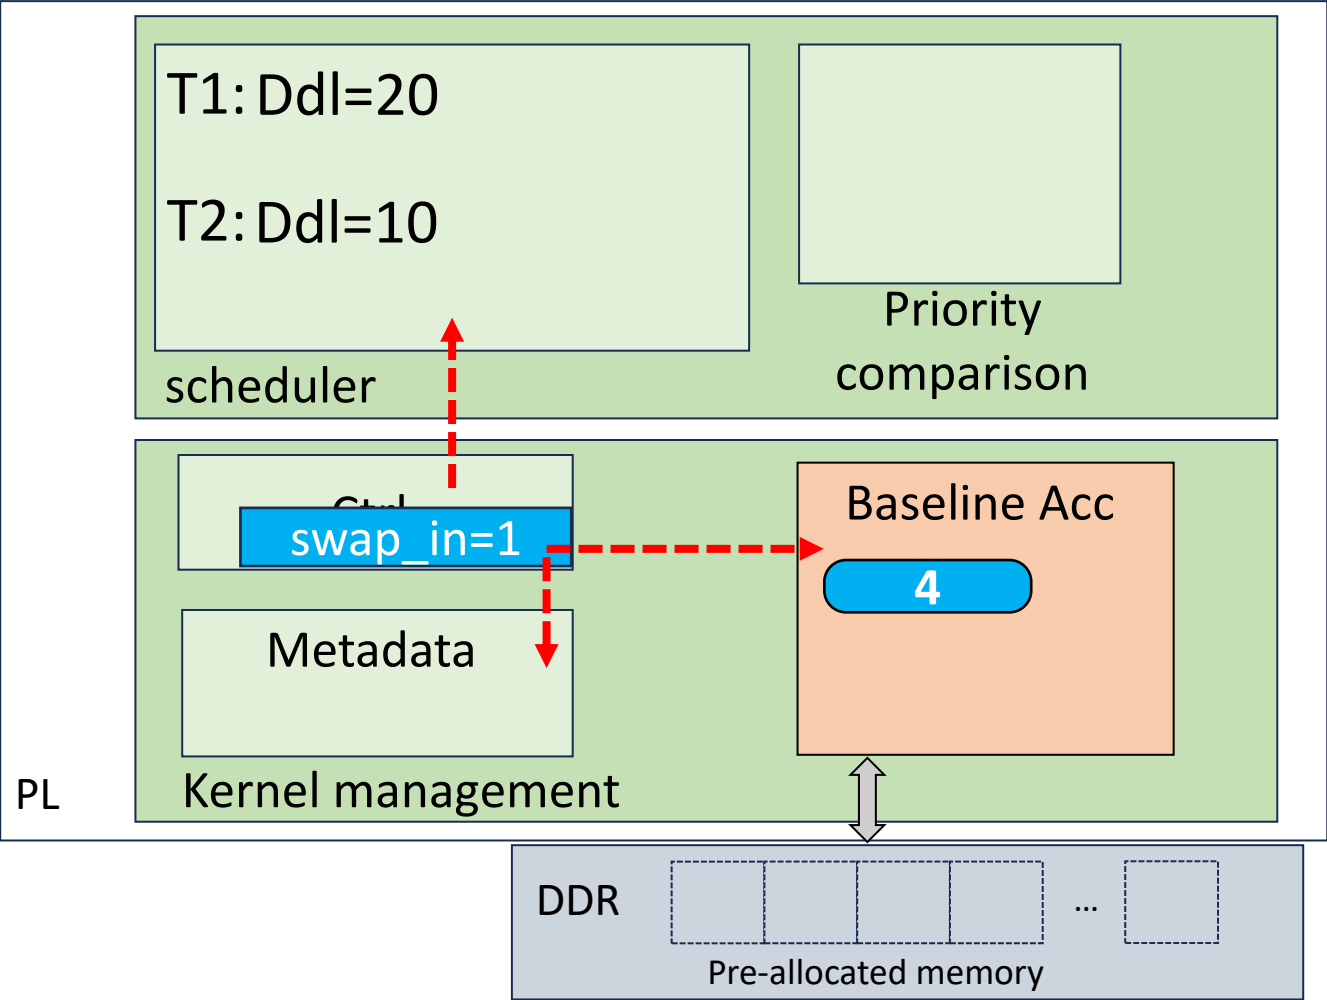 T1: Ddl=20
T2: Ddl=10
scheduler
Priority
comparison
swap_in=1
Baseline Acc
4
Metadata
Kernel management
PL
DDR
...
Pre-allocated memory